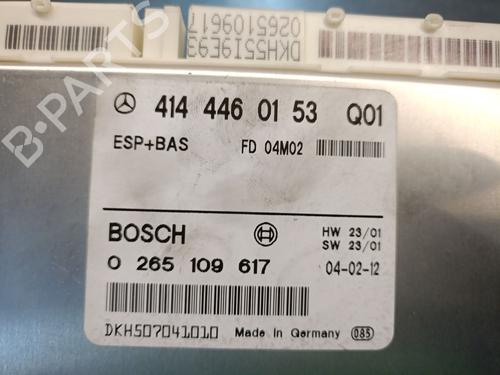 DKH55I9E93
0265109617
414 446 01 53 Q01
ESP+BAS FD 04M02
BOSCH HW 23/01
SW 23/01
0 265 109 617 04-02-12
DKH507041010 Made in Germany 085
B-PARTS